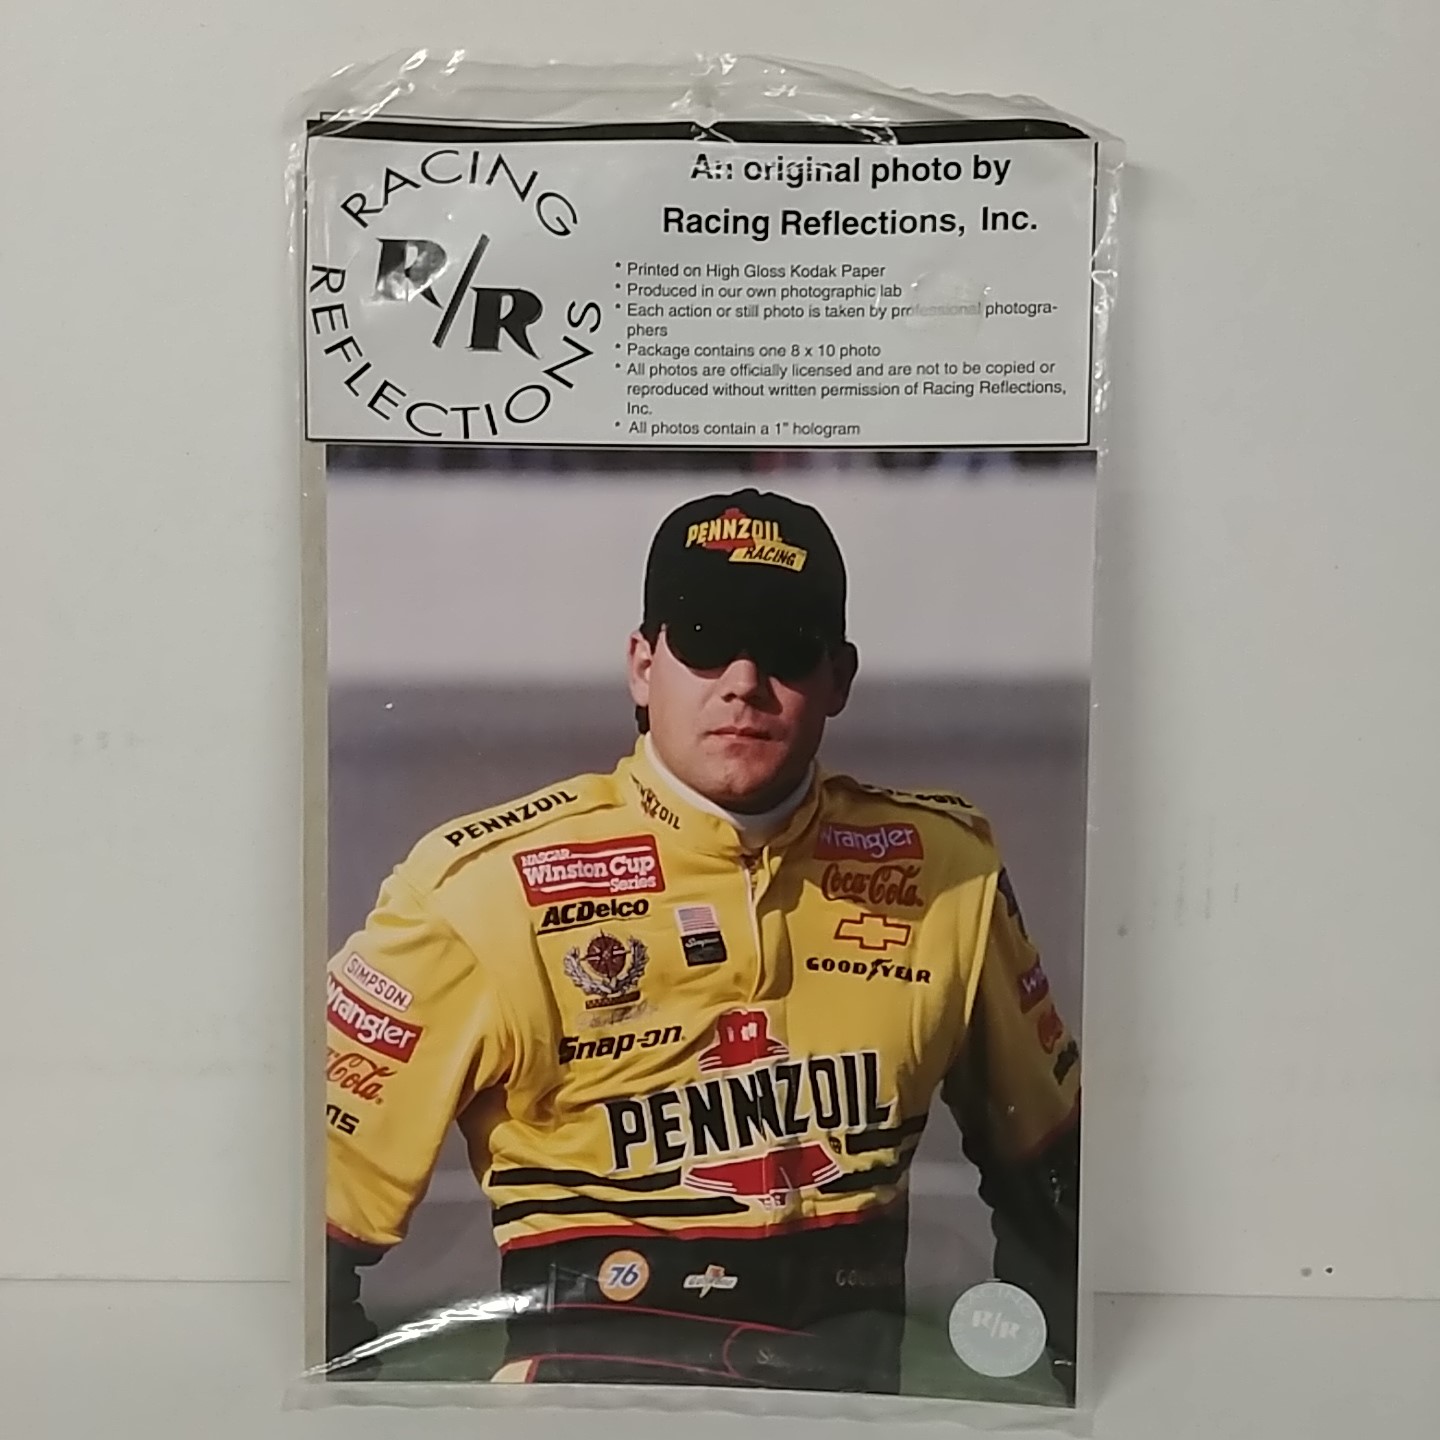 RACING
R/R
REFLECTIONS
An original photo by
Racing Reflections, Inc.
* Printed on High Gloss Kodak Paper
* Produced in our own photographic lab
* Each action or still photo is taken by professional photogra-
phers
* Package contains one 8 x 10 photo
* All photos are officially licensed and are not to be copied or
reproduced without written permission of Racing Reflections,
Inc.
* All photos contain a 1" hologram
PENNZOIL
RACING
PENNZOIL
PENNZOIL
NASCAR
Winston Cup
Series
ACDelco
Simpson
Snap-on
Wrangler
Coca-Cola
GOODYEAR
SIMPSON
Wrangler
Cola
PENNZOIL
76
R/R